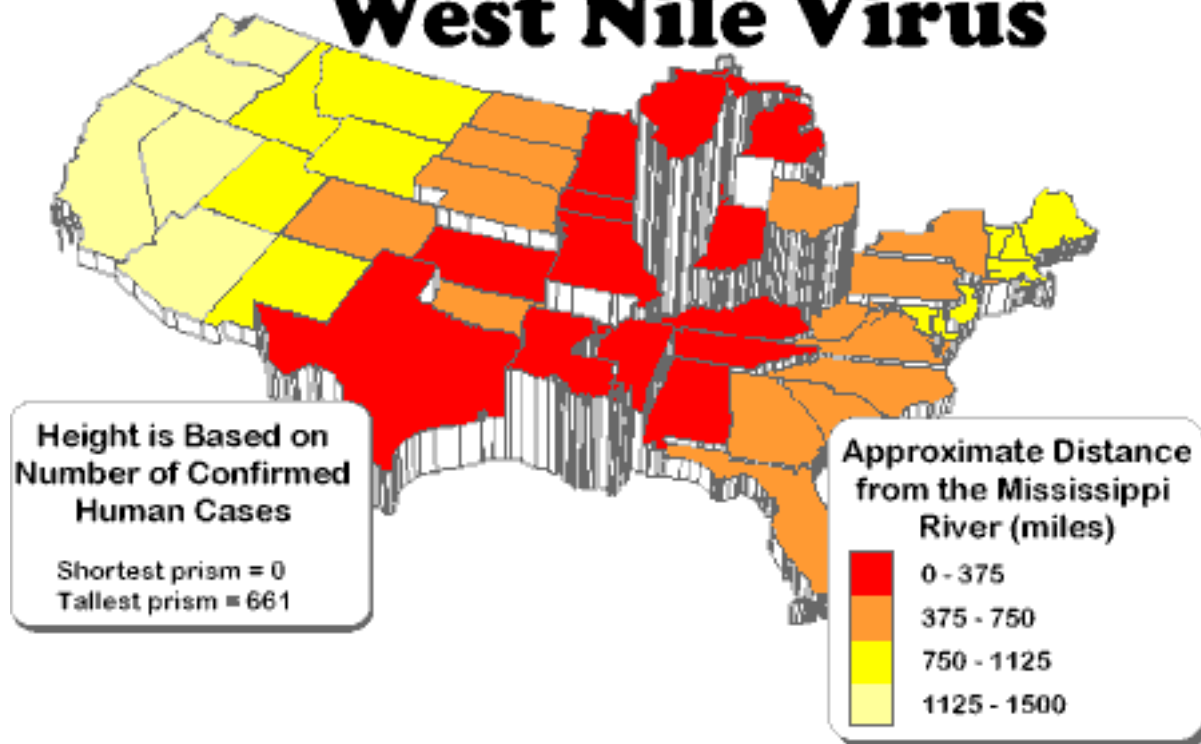 West Nile Virus
Height is Based on
Number of Confirmed
Human Cases
Shortest prism = 0
Tallest prism = 661
Approximate Distance
from the Mississippi
River (miles)
0 - 375
375 - 750
750 - 1125
1125 - 1500